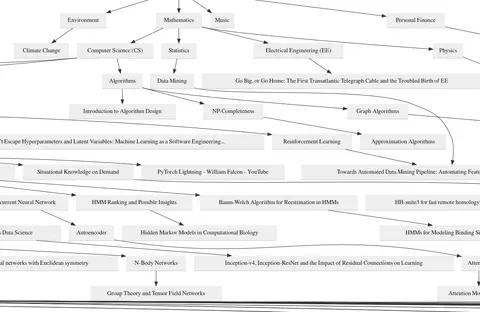 Environment Mathematics Music Personal Finance
Climate Change Computer Science (CS) Statistics Electrical Engineering (EE) Physics
Algorithms Data Mining Go Big, or Go Home: The First Transatlantic Telegraph Cable and the Troubled Birth of EE
Introduction to Algorithm Design NP-Completeness Graph Algorithms
't Escape Hyperparameters and Latent Variables: Machine Learning as a Software Engineering... Reinforcement Learning Approximation Algorithms
Situational Knowledge on Demand PyTorch Lightning - William Falcon - YouTube Towards Automated Data Mining Pipeline: Automating Featu
current Neural Network HMM Ranking and Possible Insights Baum-Welch Algorithm for Reestimation in HMMs HH-suite3 for fast remote homology
s Data Science Autoencoder Hidden Markov Models in Computational Biology HMMs for Modeling Binding Si
al networks with Euclidean symmetry N-Body Networks Inception-v4, Inception-ResNet and the Impact of Residual Connections on Learning Atten
Group Theory and Tensor Field Networks Attention Mo